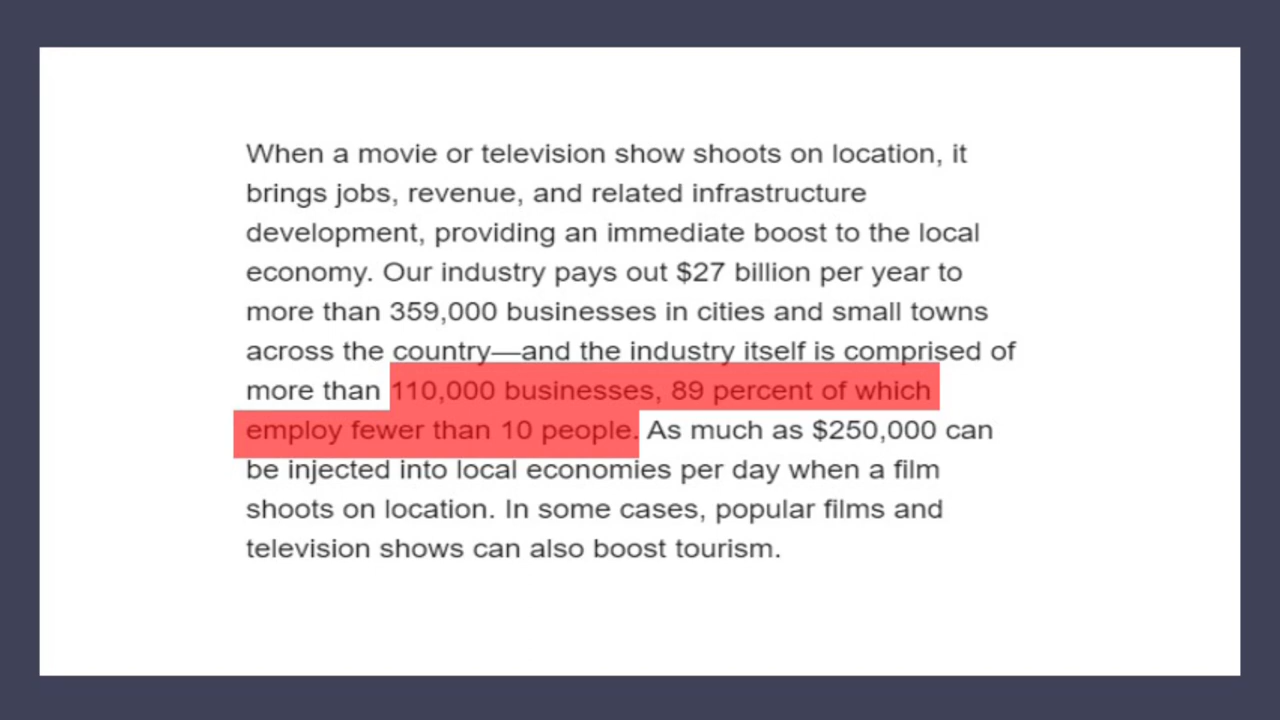 When a movie or television show shoots on location, it
brings jobs, revenue, and related infrastructure
development, providing an immediate boost to the local
economy. Our industry pays out $27 billion per year to
more than 359,000 businesses in cities and small towns
across the country—and the industry itself is comprised of
more than 110,000 businesses, 89 percent of which
employ fewer than 10 people. As much as $250,000 can
be injected into local economies per day when a film
shoots on location. In some cases, popular films and
television shows can also boost tourism.